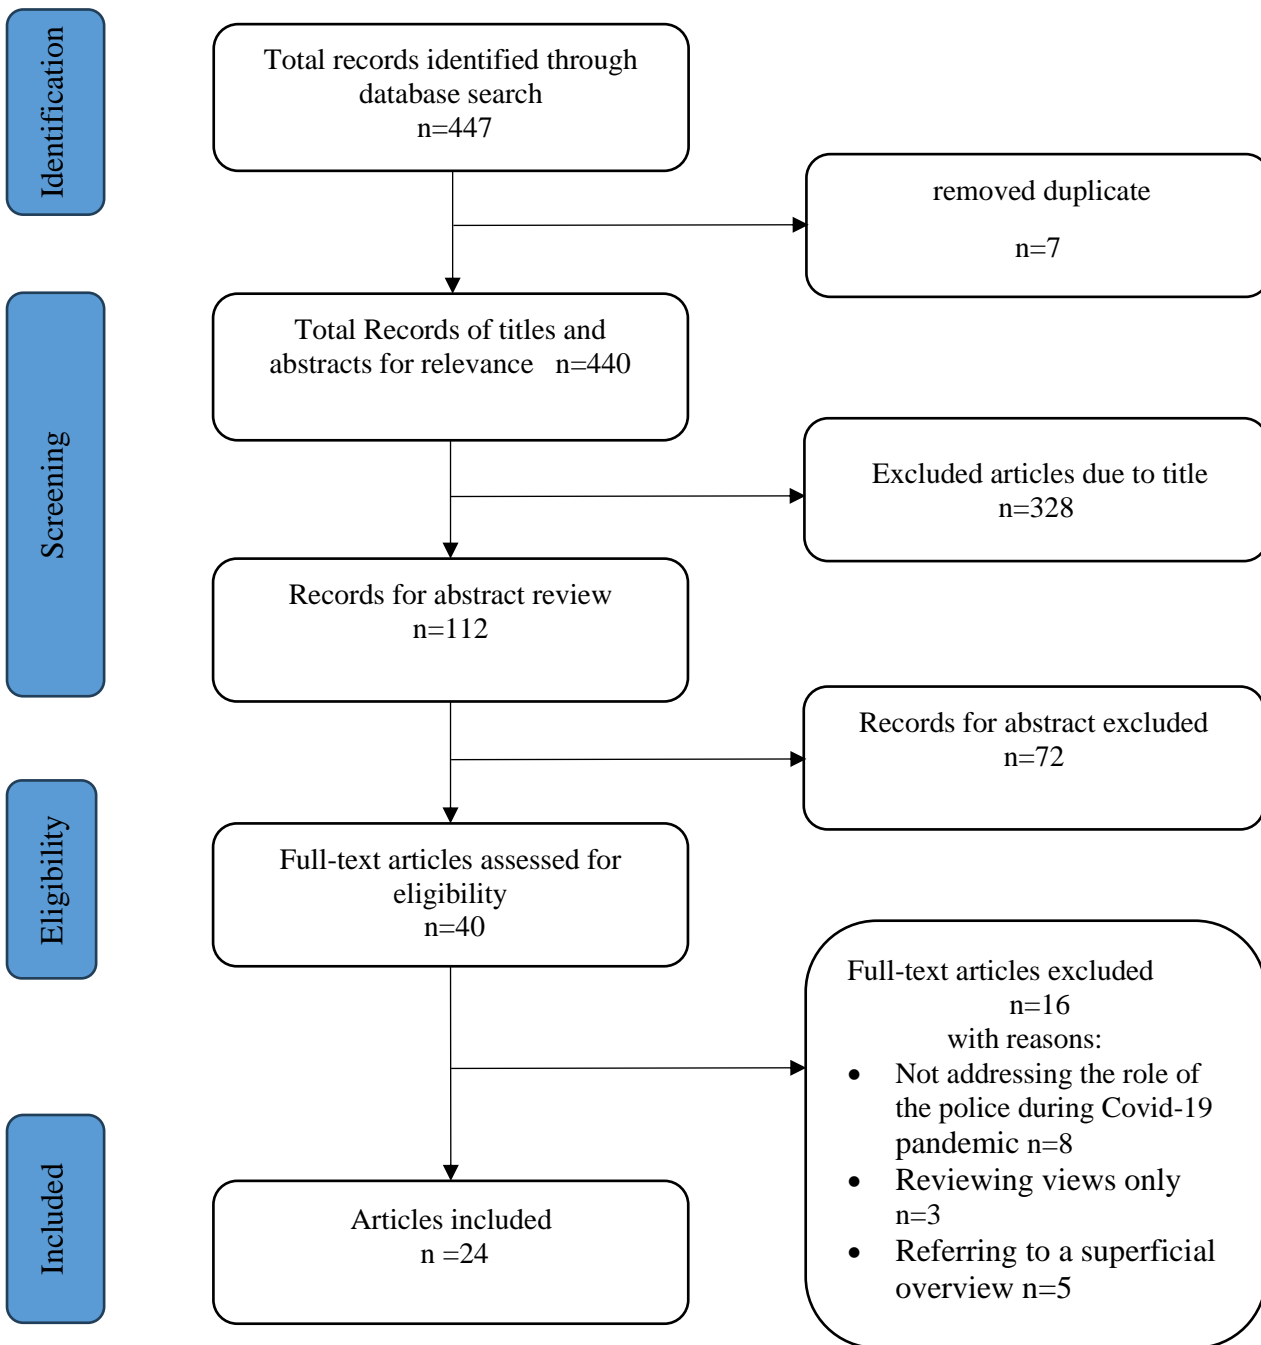 Identification
Total records identified through
database search
n=447
removed duplicate
n=7
Screening
Total Records of titles and
abstracts for relevance   n=440
Excluded articles due to title
n=328
Records for abstract review
n=112
Records for abstract excluded
n=72
Eligibility
Full-text articles assessed for
eligibility
n=40
Full-text articles excluded
n=16
with reasons:
• Not addressing the role of
the police during Covid-19
pandemic n=8
• Reviewing views only
n=3
• Referring to a superficial
overview n=5
Included
Articles included
n =24